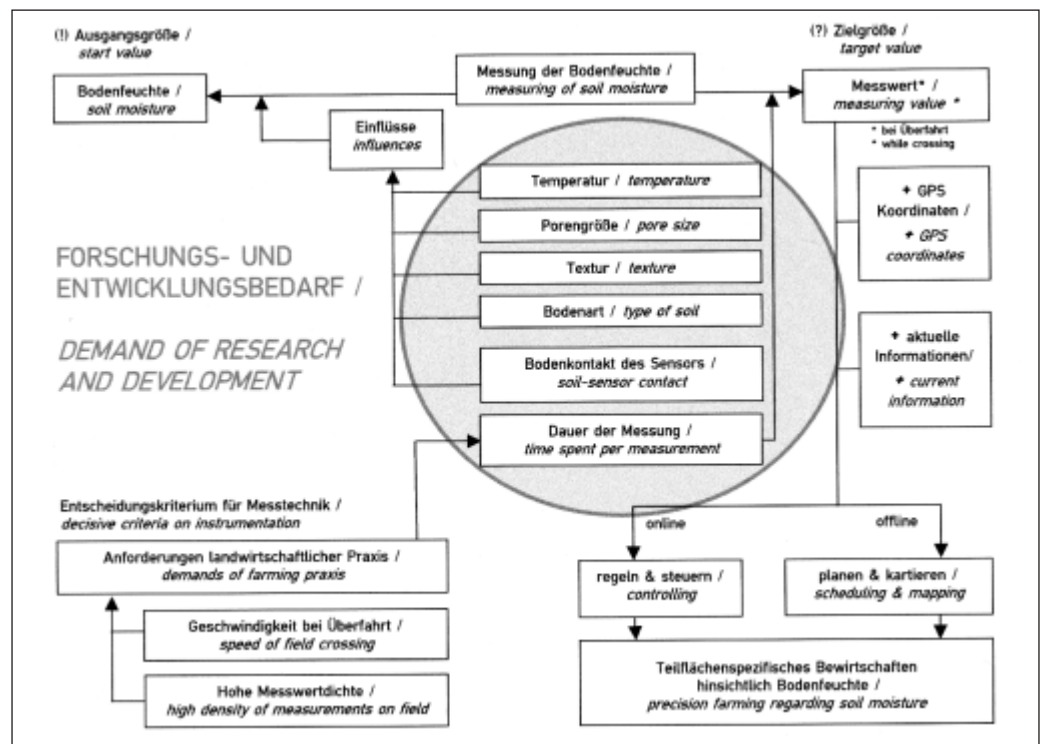 (!) Ausgangsgröße /
start value
Bodenfeuchte /
soil moisture
Messung der Bodenfeuchte /
measuring of soil moisture
(?) Zielgröße /
target value
Messwert* /
measuring value *
* bei Überfahrt
* while crossing
Einflüsse
influences
Temperatur / temperature
Porengröße / pore size
Textur / texture
Bodenart / type of soil
Bodenkontakt des Sensors /
soil-sensor contact
Dauer der Messung /
time spent per measurement
+ GPS
Koordinaten /
+ GPS
coordinates
+ aktuelle
Informationen/
+ current
information
FORSCHUNGS- UND
ENTWICKLUNGSBEDARF /
DEMAND OF RESEARCH
AND DEVELOPMENT
Entscheidungskriterium für Messtechnik /
decisive criteria on instrumentation
Anforderungen landwirtschaftlicher Praxis /
demands of farming praxis
Geschwindigkeit bei Überfahrt /
speed of field crossing
Hohe Messwertdichte /
high density of measurements on field
online
offline
regeln & steuern /
controlling
planen & kartieren /
scheduling & mapping
Teilflächenspezifisches Bewirtschaften
hinsichtlich Bodenfeuchte /
precision farming regarding soil moisture